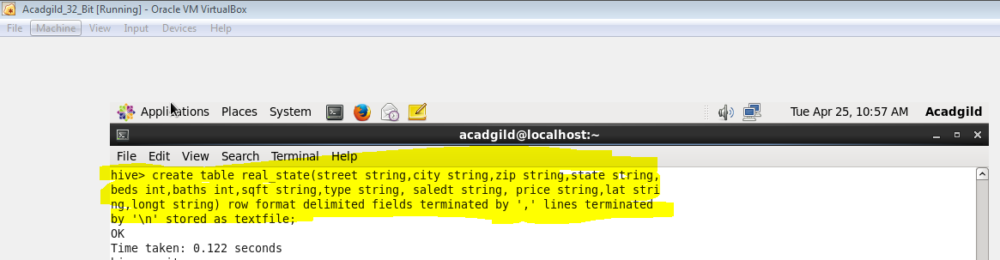 Acadgild_32_Bit [Running] - Oracle VM VirtualBox
File Machine View Input Devices Help
Applications Places System Tue Apr 25, 10:57 AM Acadgild
acadgild@localhost:~
File Edit View Search Terminal Help
hive> create table real_state(street string,city string,zip string,state string,
beds int,baths int,sqft string,type string, saledt string, price string,lat stri
ng,longt string) row format delimited fields terminated by ',' lines terminated
by '\n' stored as textfile;
OK
Time taken: 0.122 seconds